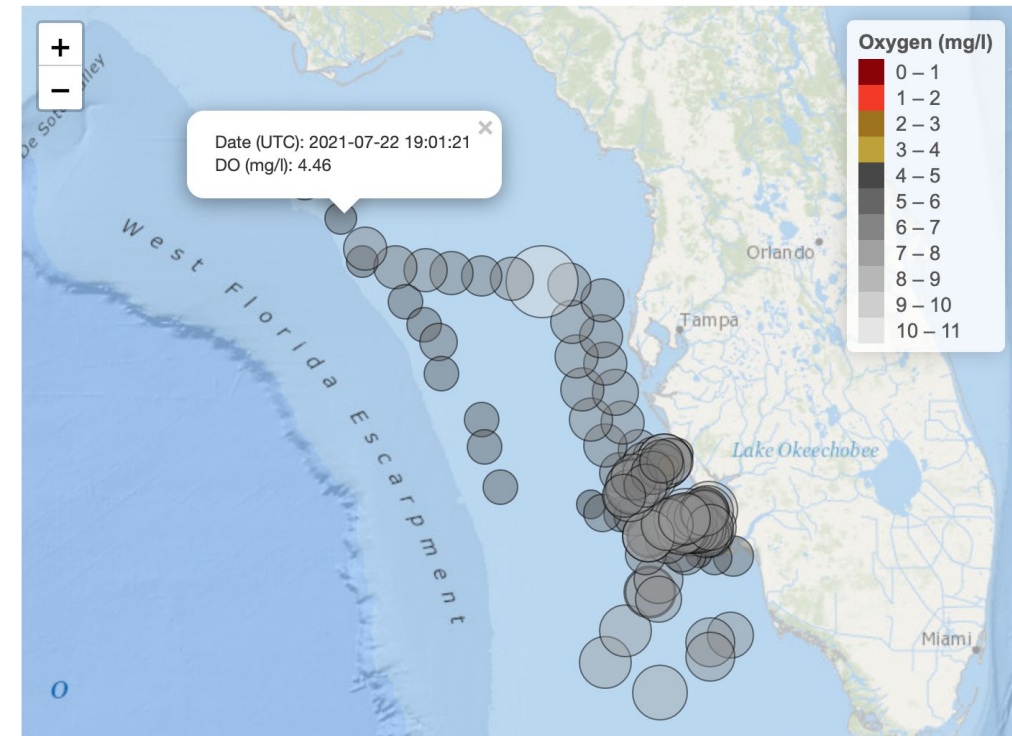 +
−
De Soto Valley
Date (UTC): 2021-07-22 19:01:21
DO (mg/l): 4.46
×
Oxygen (mg/l)
0 – 1
1 – 2
2 – 3
3 – 4
4 – 5
5 – 6
6 – 7
7 – 8
8 – 9
9 – 10
10 – 11
West Florida Escarpment
Orlando
Tampa
Lake Okeechobee
Miami
O